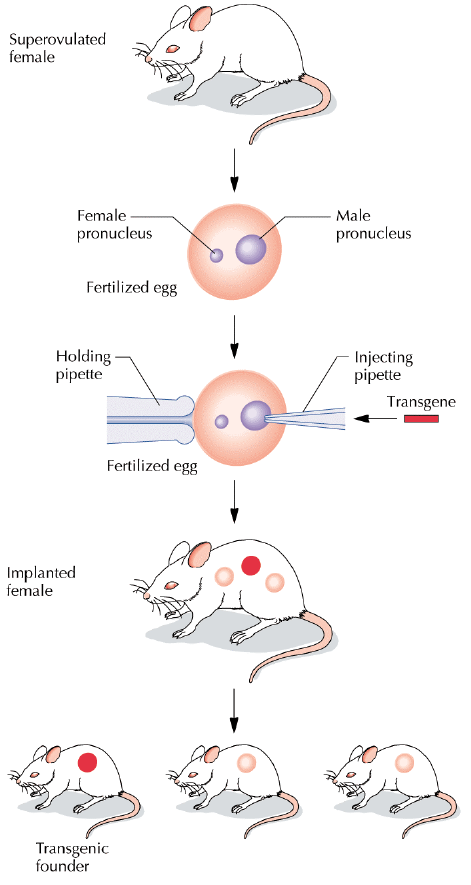 Superovulated
female
Female
pronucleus
Male
pronucleus
Fertilized egg
Holding
pipette
Injecting
pipette
Transgene
Fertilized egg
Implanted
female
Transgenic
founder